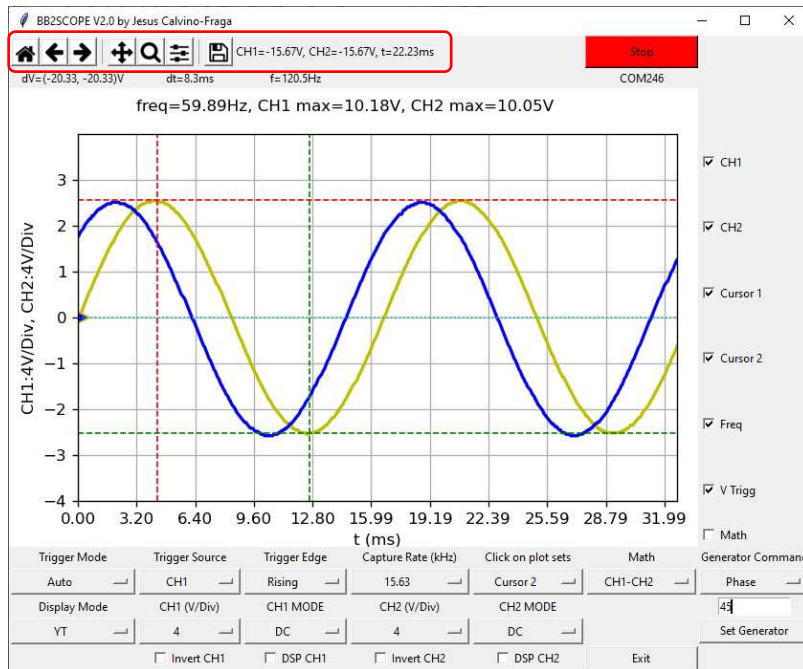 BB2SCOPE V2.0 by Jesus Calvino-Fraga
CH1=-15.67V, CH2=-15.67V, t=22.23ms
Stop
dV=(-20.33, -20.33)V dt=8.3ms f=120.5Hz COM246
freq=59.89Hz, CH1 max=10.18V, CH2 max=10.05V
CH1:4V/Div, CH2:4V/Div
3
2
1
0
−1
−2
−3
−4
0.00 3.20 6.40 9.60 12.80 15.99 19.19 22.39 25.59 28.79 31.99
t (ms)
CH1
CH2
Cursor 1
Cursor 2
Freq
V Trigg
Math
Trigger Mode Trigger Source Trigger Edge Capture Rate (kHz) Click on plot sets Math Generator Command
Auto CH1 Rising 15.63 Cursor 2 CH1-CH2 Phase
Display Mode CH1 (V/Div) CH1 MODE CH2 (V/Div) CH2 MODE 45
YT 4 DC 4 DC Set Generator
Invert CH1 DSP CH1 Invert CH2 DSP CH2 Exit